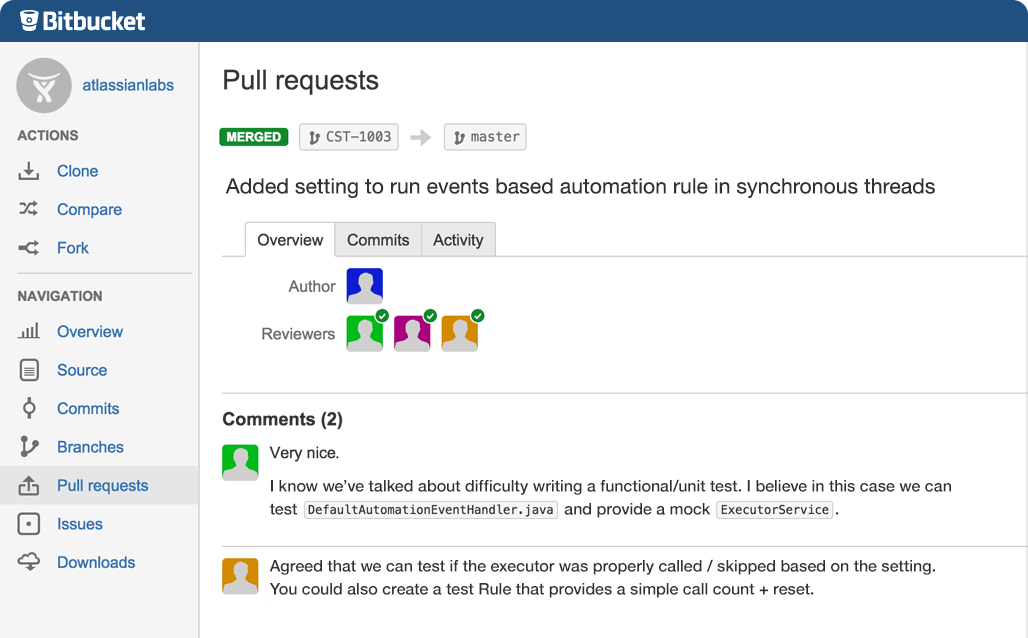 Bitbucket
atlassianlabs
ACTIONS
Clone
Compare
Fork
NAVIGATION
Overview
Source
Commits
Branches
Pull requests
Issues
Downloads
Pull requests
MERGED CST-1003 master
Added setting to run events based automation rule in synchronous threads
Overview Commits Activity
Author
Reviewers
Comments (2)
Very nice.
I know we've talked about difficulty writing a functional/unit test. I believe in this case we can
test DefaultAutomationEventHandler.java and provide a mock ExecutorService.
Agreed that we can test if the executor was properly called / skipped based on the setting.
You could also create a test Rule that provides a simple call count + reset.